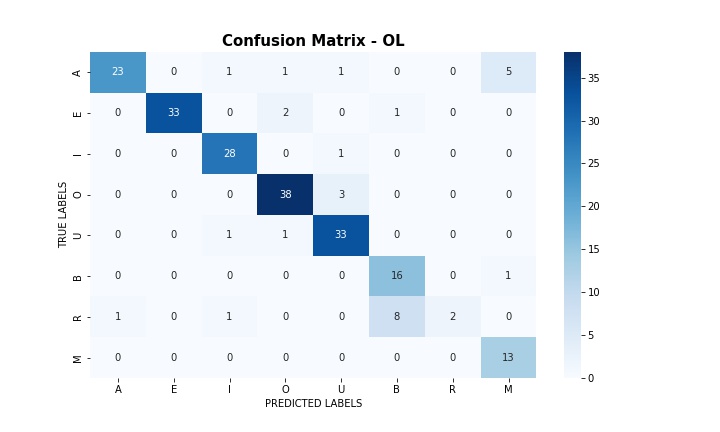 Confusion Matrix - OL
A 23 0 1 1 1 0 0 5
E 0 33 0 2 0 1 0 0
I 0 0 28 0 1 0 0 0
O 0 0 0 38 3 0 0 0
U 0 0 1 1 33 0 0 0
B 0 0 0 0 0 16 0 1
R 1 0 1 0 0 8 2 0
M 0 0 0 0 0 0 0 13
A E I O U B R M
TRUE LABELS
PREDICTED LABELS
35
30
25
20
15
10
5
0